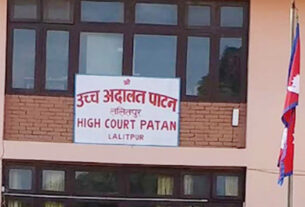 श्री
उच्च अदालत पाटन
ललितपुर
HIGH COURT PATAN
LALITPUR